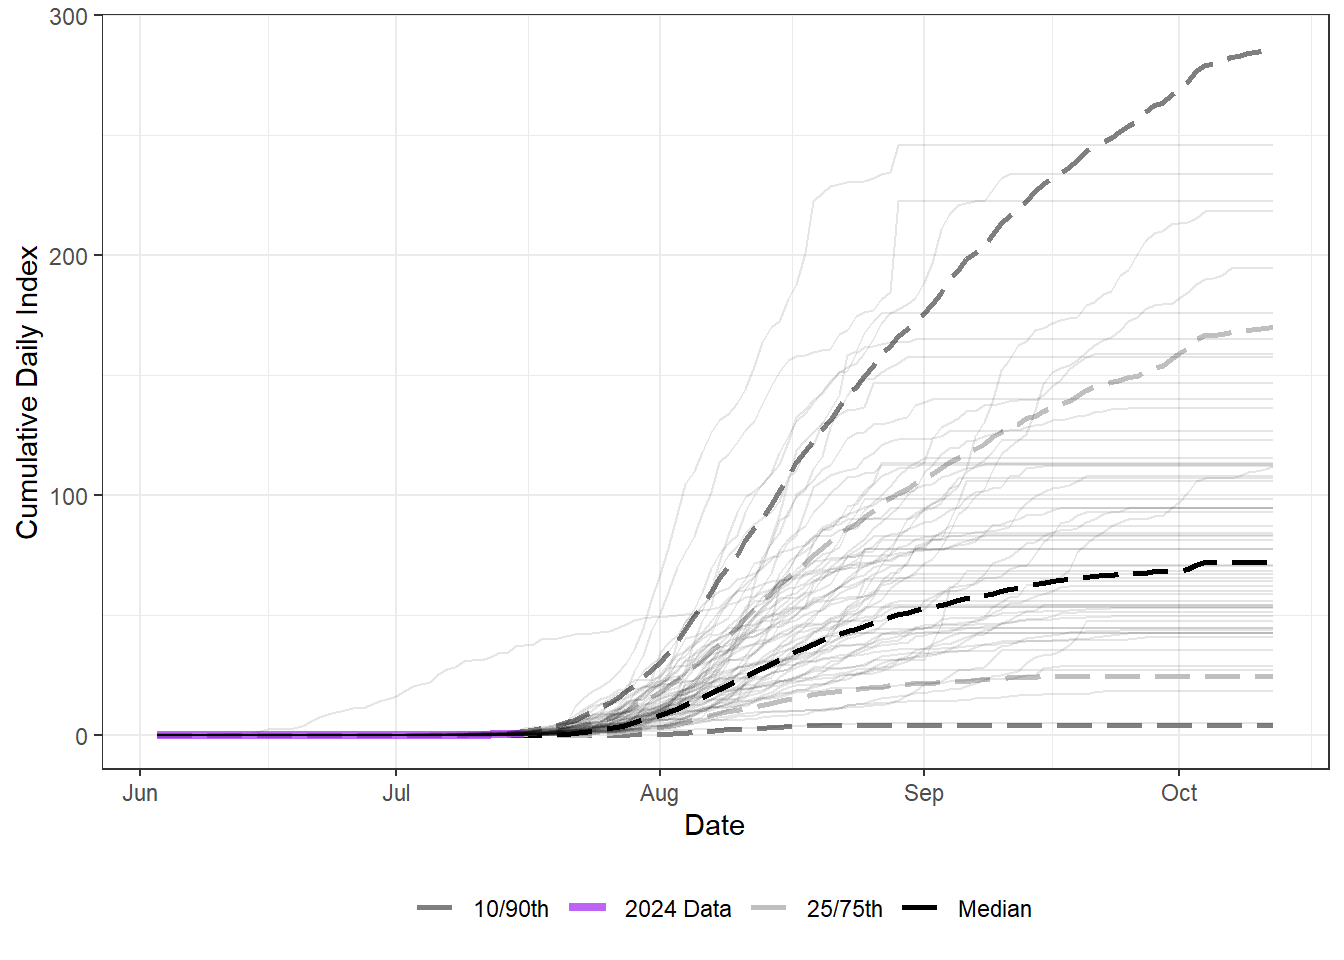 300
200
100
0
Cumulative Daily Index
Jun Jul Aug Sep Oct
Date
10/90th 2024 Data 25/75th Median